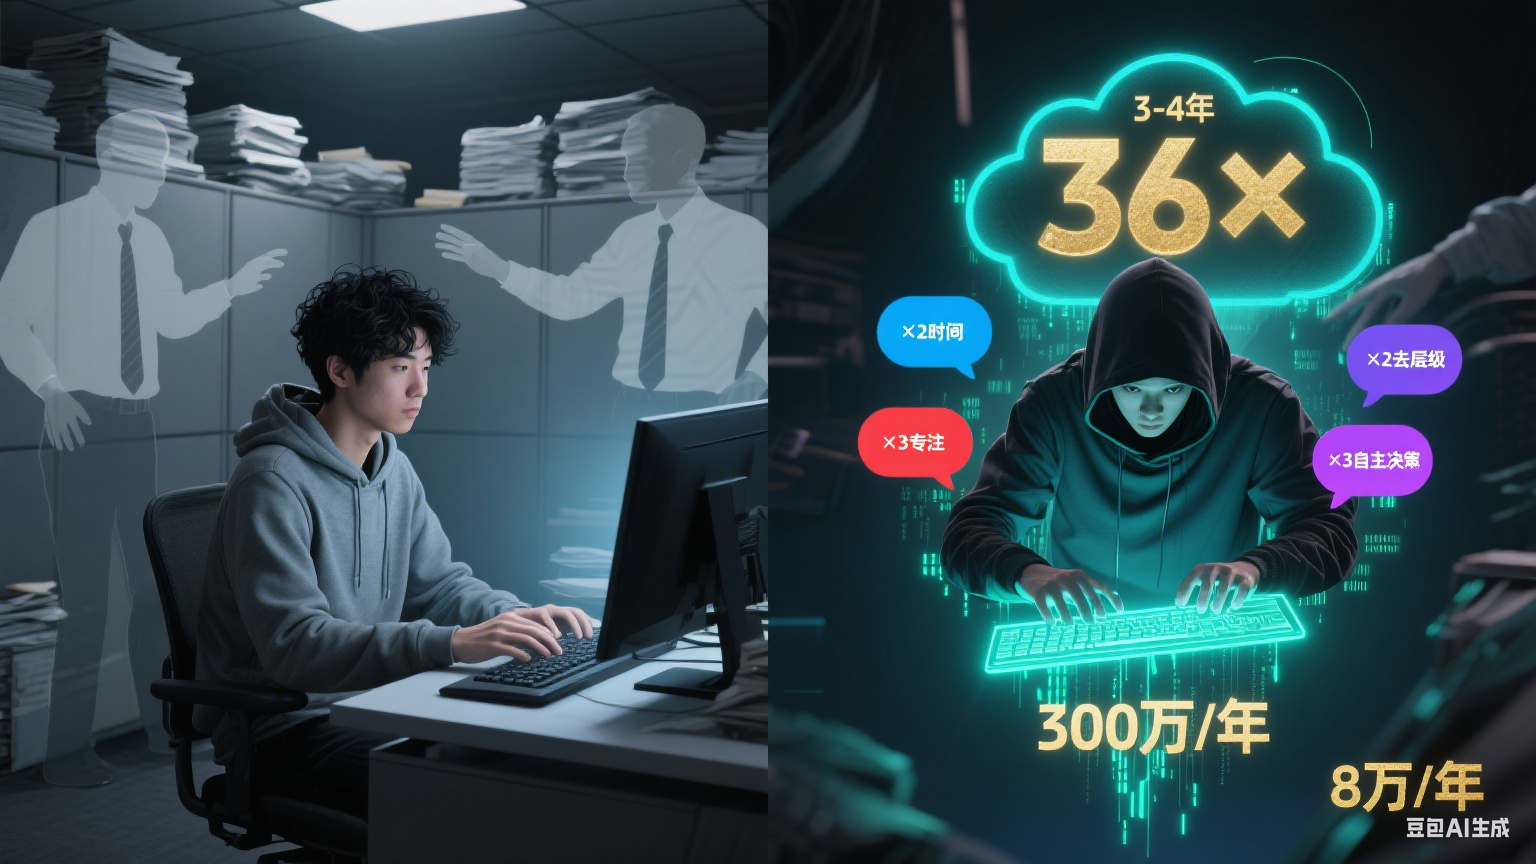 3-4年
36×
×2时间
×2去层级
×3专注
×3自主决策
300万/年
8万/年
豆包AI生成